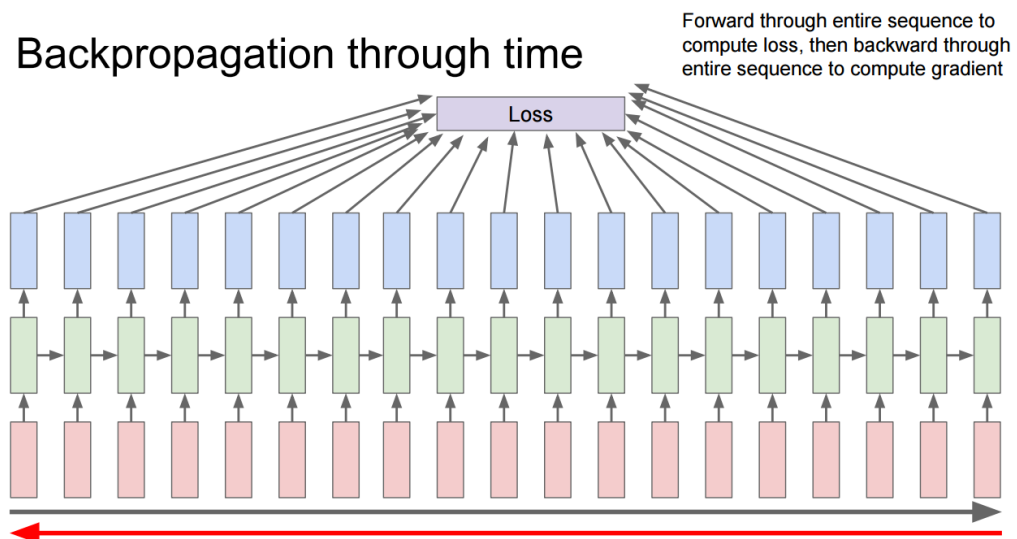 Backpropagation through time
Forward through entire sequence to
compute loss, then backward through
entire sequence to compute gradient
Loss